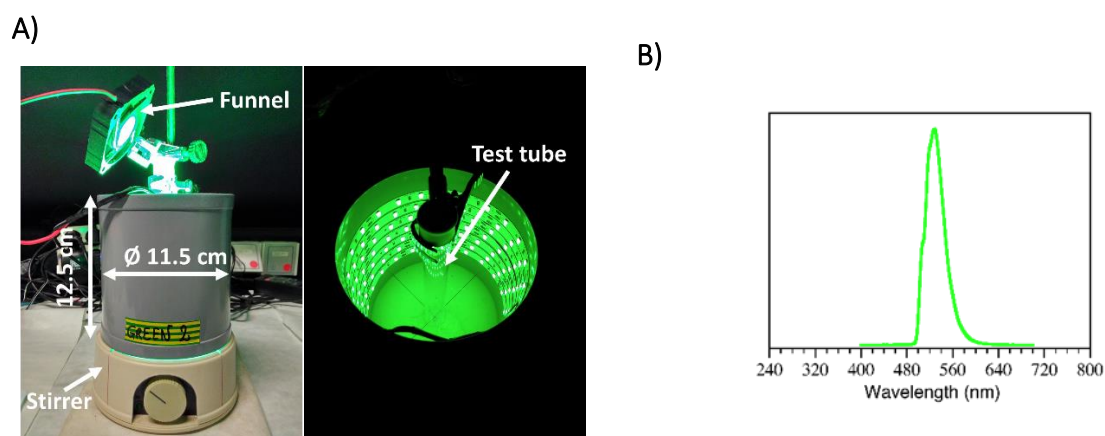 A)
Funnel
Ø 11.5 cm
12.5 cm
GREEN 2
Stirrer
Test tube
B)
240 320 400 480 560 640 720 800
Wavelength (nm)